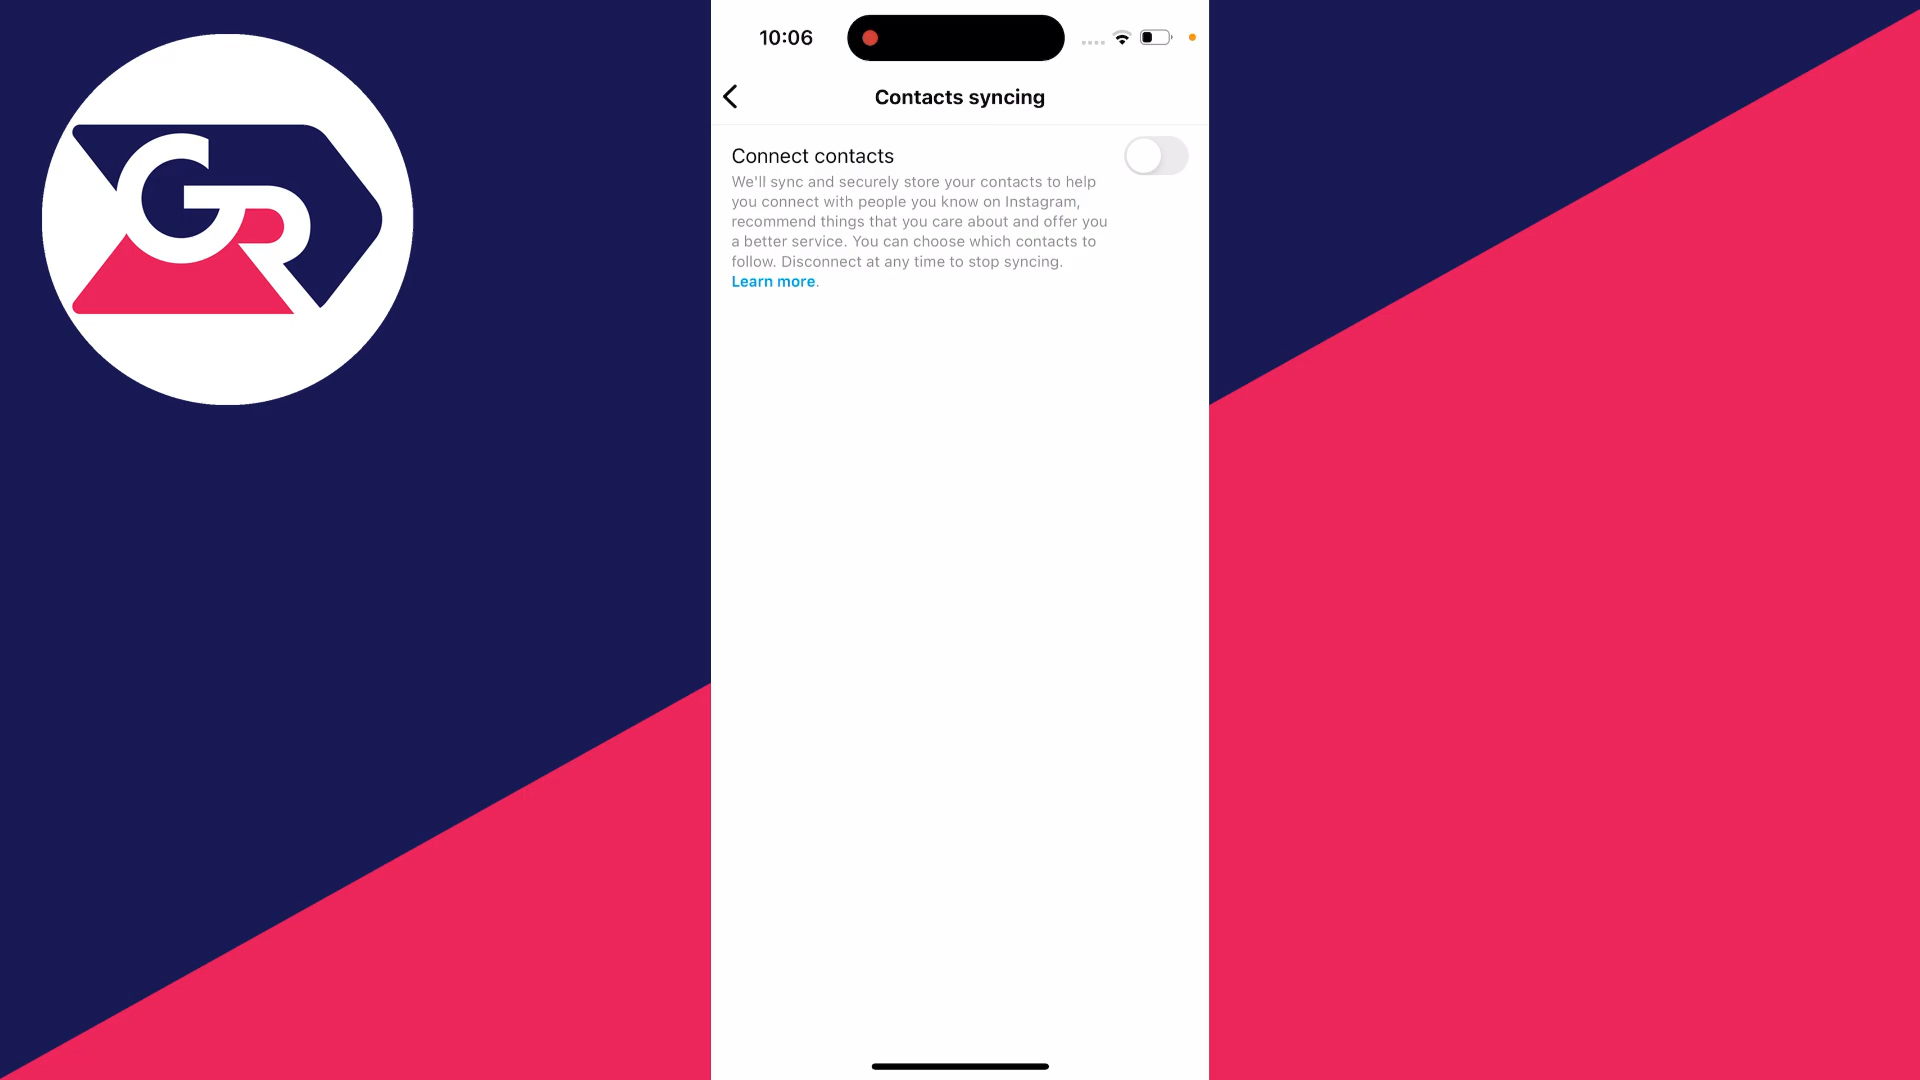 GR
10:06
Contacts syncing
Connect contacts
We'll sync and securely store your contacts to help
you connect with people you know on Instagram,
recommend things that you care about and offer you
a better service. You can choose which contacts to
follow. Disconnect at any time to stop syncing.
Learn more.